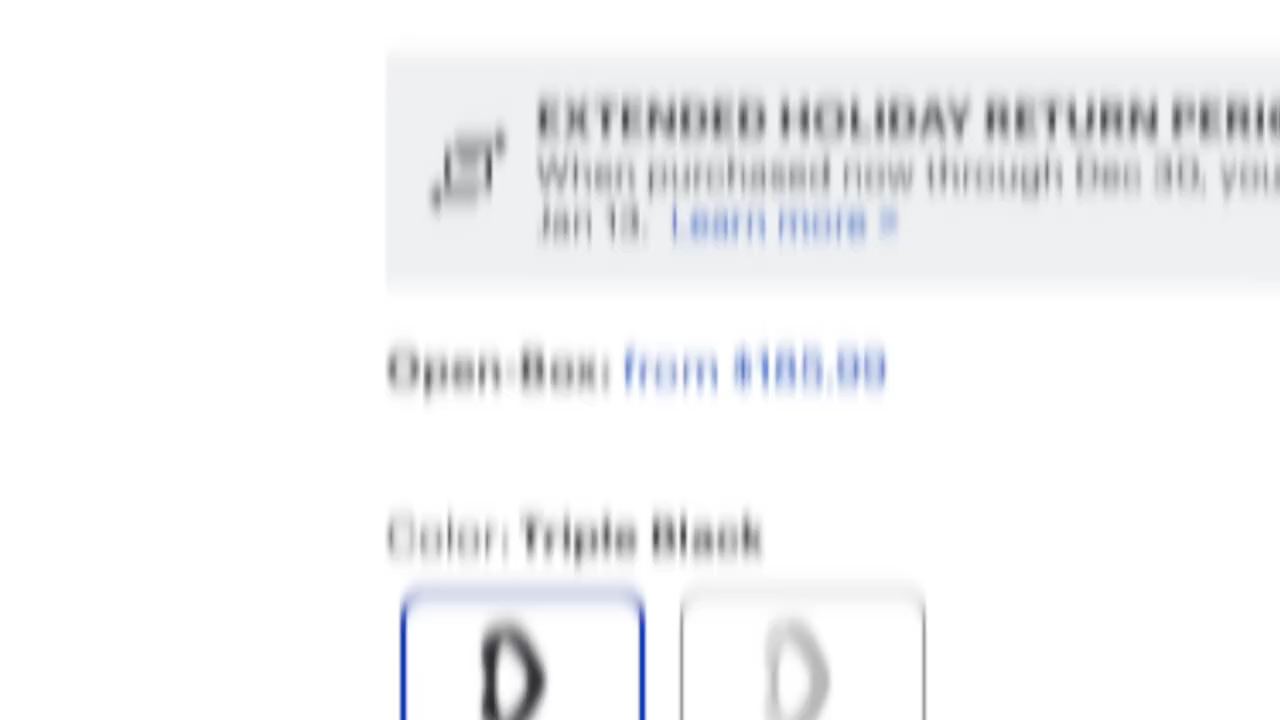 EXTENDED HOLIDAY RETURN
When purchased now through Dec 30, you
Jan 13. Learn more
Open-Box: from
Color: Triple Black